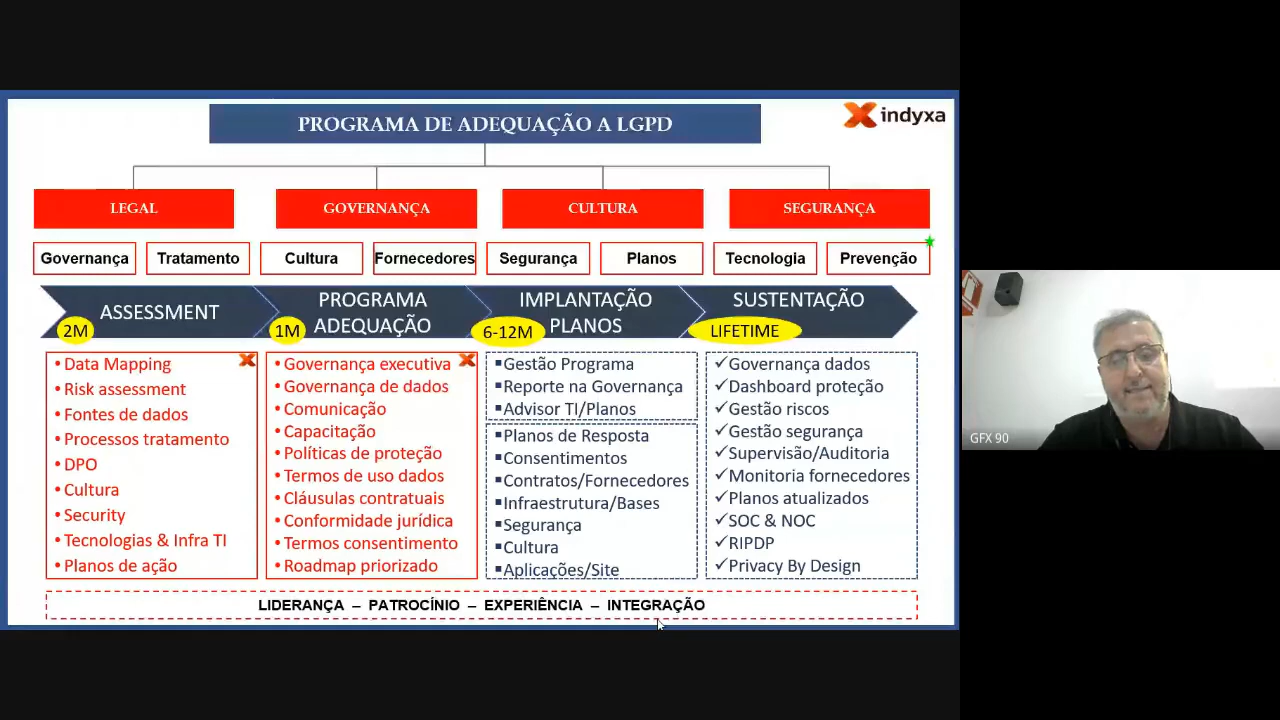 PROGRAMA DE ADEQUAÇÃO A LGPD
indyxa
LEGAL
GOVERNANÇA
CULTURA
SEGURANÇA
Governança
Tratamento
Cultura
Fornecedores
Segurança
Planos
Tecnologia
Prevenção
ASSESSMENT
2M
PROGRAMA
ADEQUAÇÃO
1M
IMPLANTAÇÃO
PLANOS
6-12M
SUSTENTAÇÃO
LIFETIME
• Data Mapping
• Risk assessment
• Fontes de dados
• Processos tratamento
• DPO
• Cultura
• Security
• Tecnologias & Infra TI
• Planos de ação
• Governança executiva
• Governança de dados
• Comunicação
• Capacitação
• Políticas de proteção
• Termos de uso dados
• Cláusulas contratuais
• Conformidade jurídica
• Termos consentimento
• Roadmap priorizado
▪ Gestão Programa
▪ Reporte na Governança
▪ Advisor TI/Planos
▪ Planos de Resposta
▪ Consentimentos
▪ Contratos/Fornecedores
▪ Infraestrutura/Bases
▪ Segurança
▪ Cultura
▪ Aplicações/Site
✓ Governança dados
✓ Dashboard proteção
✓ Gestão riscos
✓ Gestão segurança
✓ Supervisão/Auditoria
✓ Monitoria fornecedores
✓ Planos atualizados
✓ SOC & NOC
✓ RIPDP
✓ Privacy By Design
LIDERANÇA – PATROCÍNIO – EXPERIÊNCIA – INTEGRAÇÃO
GFX 90